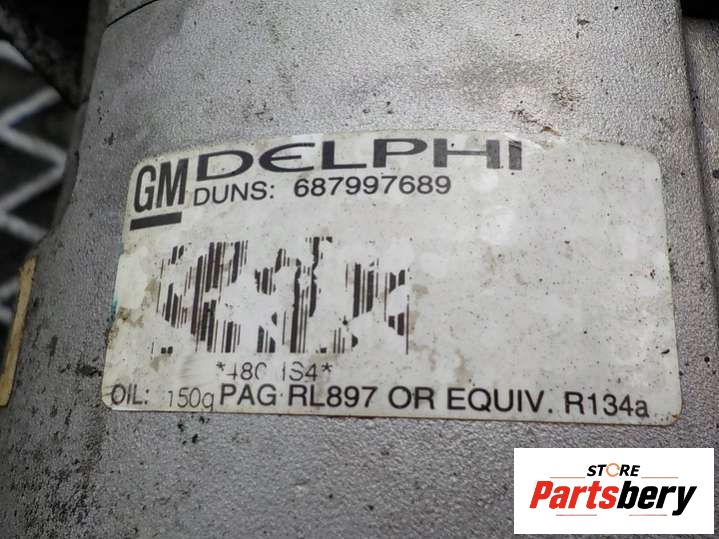 GM DELPHI
DUNS: 687997689
OIL: 150g PAG RL897 OR EQUIV. R134a
STORE
Partsbery